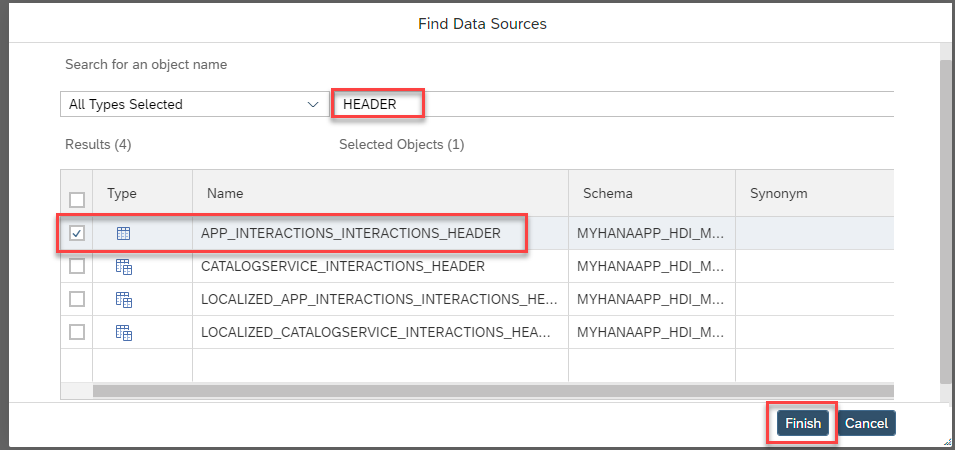 Find Data Sources
Search for an object name
All Types Selected HEADER
Results (4) Selected Objects (1)
Type Name Schema Synonym
APP_INTERACTIONS_INTERACTIONS_HEADER MYHANAAPP_HDI_M...
CATALOGSERVICE_INTERACTIONS_HEADER MYHANAAPP_HDI_M...
LOCALIZED_APP_INTERACTIONS_INTERACTIONS_HE... MYHANAAPP_HDI_M...
LOCALIZED_CATALOGSERVICE_INTERACTIONS_HEA... MYHANAAPP_HDI_M...
Finish Cancel